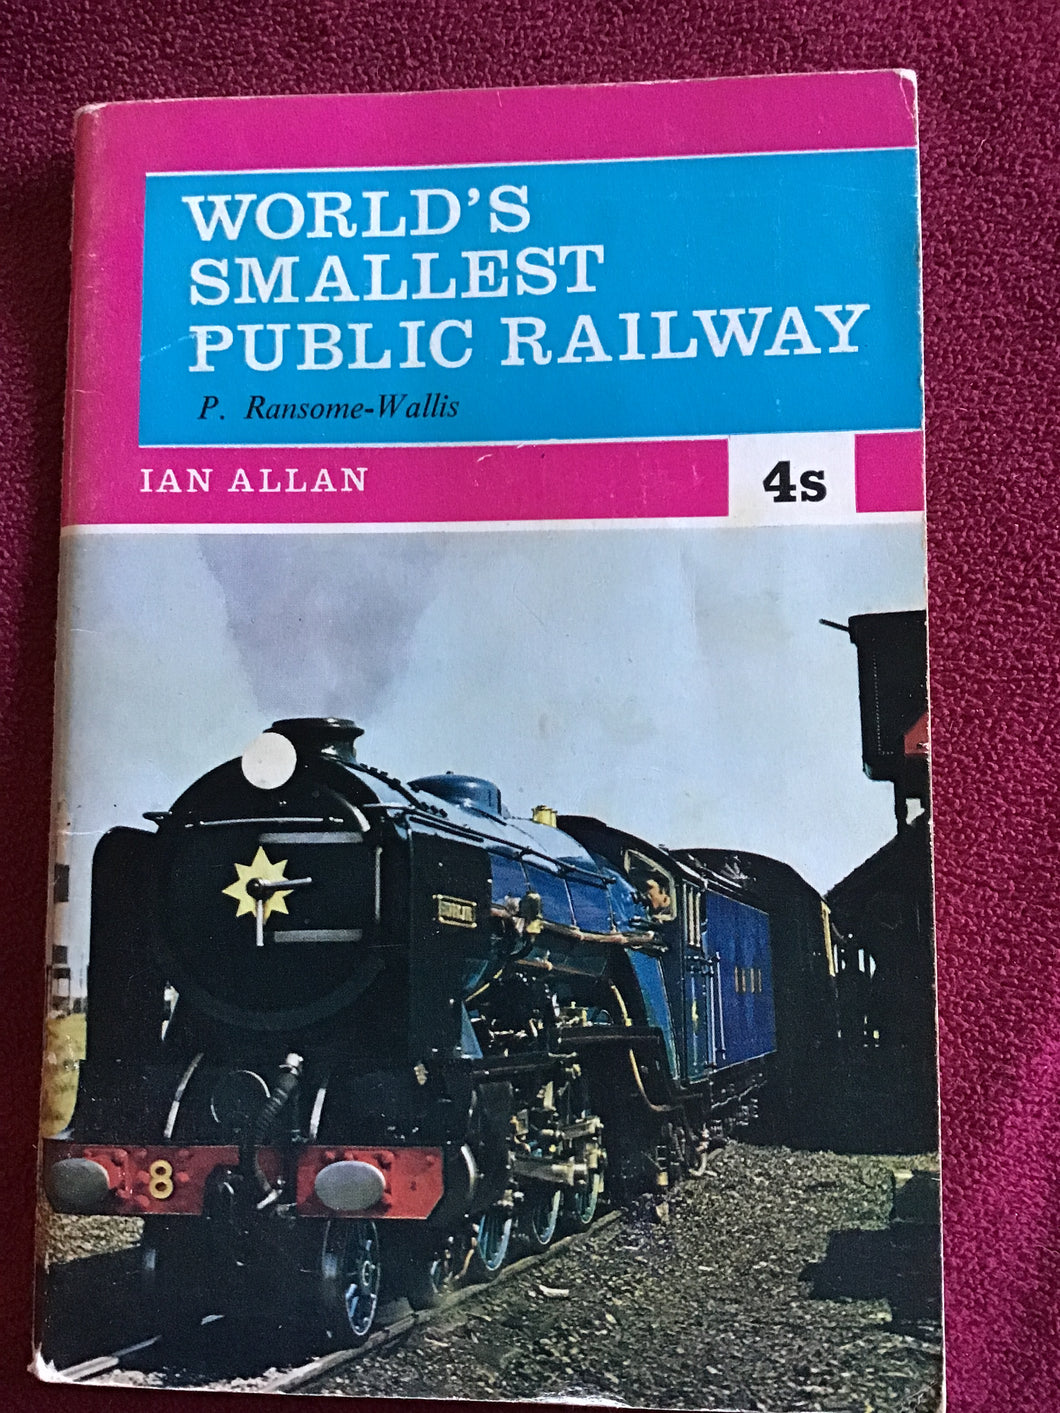 WORLD'S
SMALLEST
PUBLIC RAILWAY
P. Ransome-Wallis
IAN ALLAN
4s
8